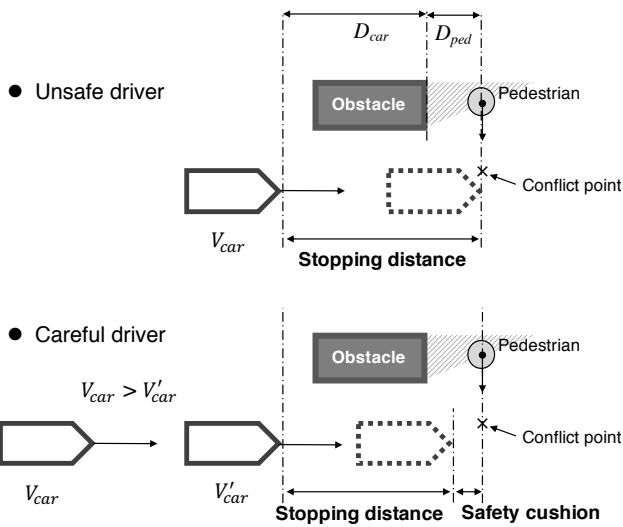 D_car
D_ped
● Unsafe driver
Obstacle
Pedestrian
Conflict point
V_car
Stopping distance
● Careful driver
Obstacle
Pedestrian
V_car > V'_car
Conflict point
V_car
V'_car
Stopping distance
Safety cushion